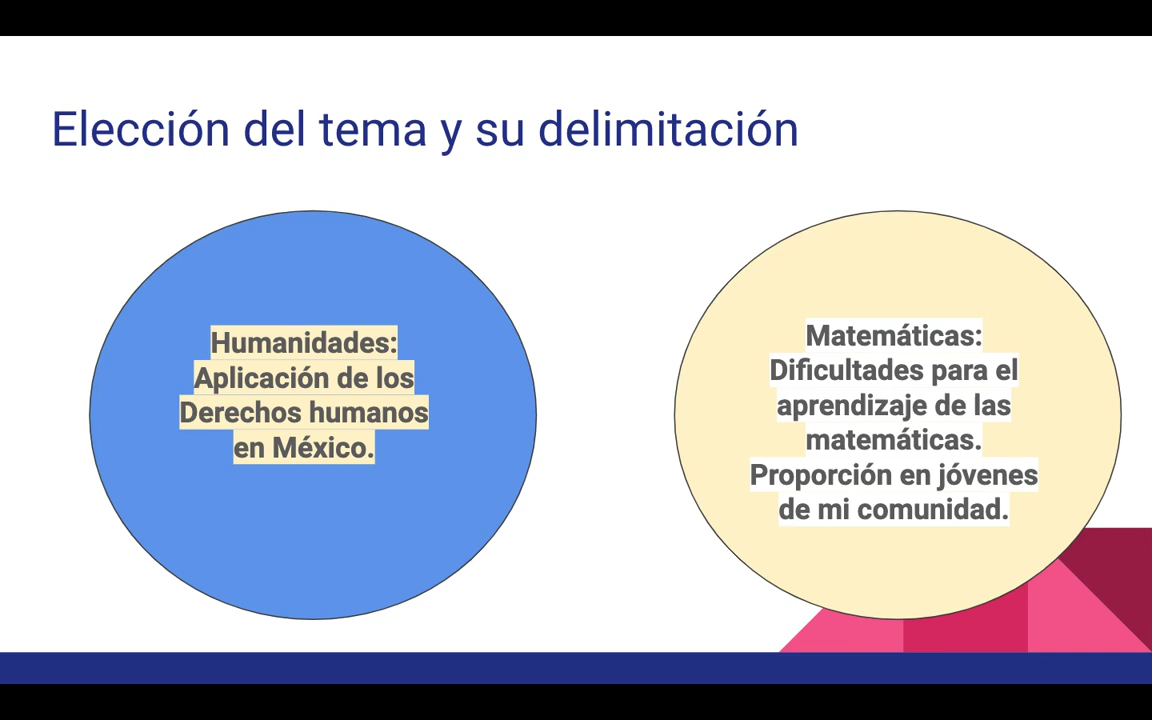 Elección del tema y su delimitación
Humanidades:
Aplicación de los
Derechos humanos
en México.
Matemáticas:
Dificultades para el
aprendizaje de las
matemáticas.
Proporción en jóvenes
de mi comunidad.